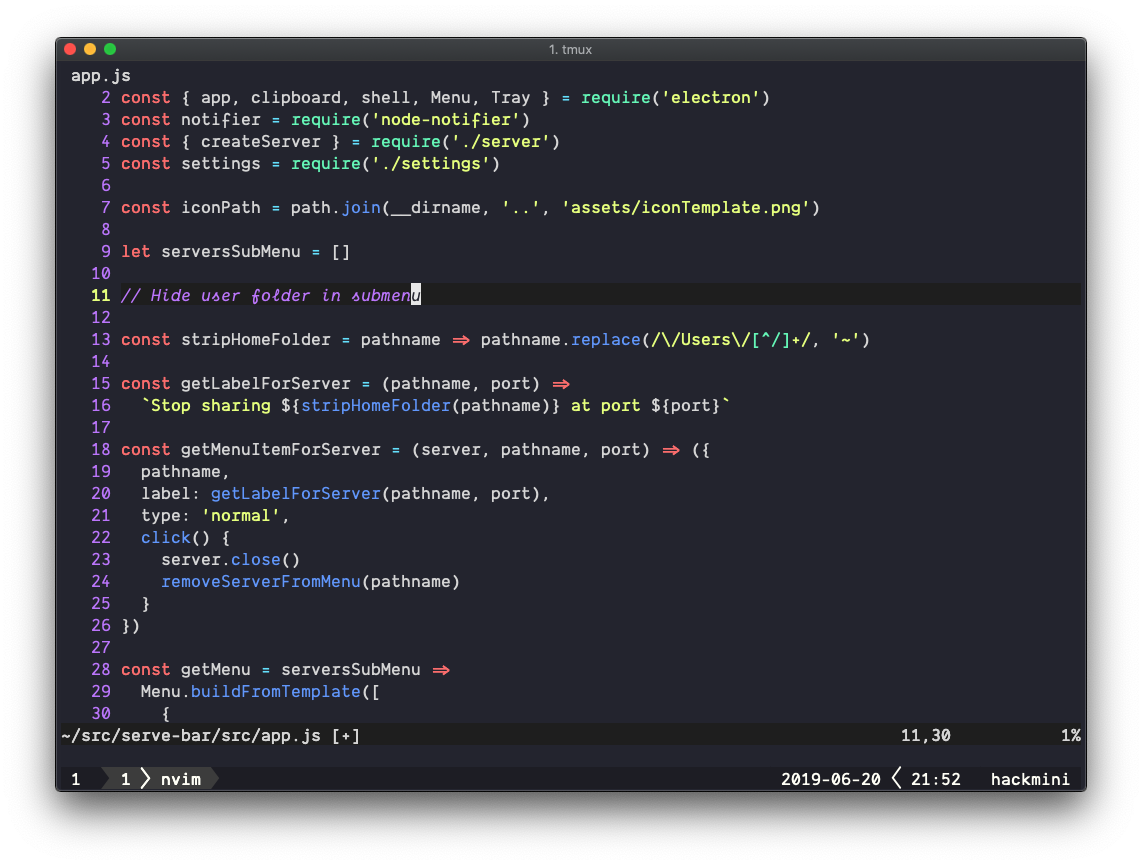 1. tmux
app.js
2 const { app, clipboard, shell, Menu, Tray } = require('electron')
3 const notifier = require('node-notifier')
4 const { createServer } = require('./server')
5 const settings = require('./settings')
6
7 const iconPath = path.join(__dirname, '..', 'assets/iconTemplate.png')
8
9 let serversSubMenu = []
10
11 // Hide user folder in submenu
12
13 const stripHomeFolder = pathname => pathname.replace(/\/Users\/[^/]+/, '~')
14
15 const getLabelForServer = (pathname, port) =>
16   `Stop sharing ${stripHomeFolder(pathname)} at port ${port}`
17
18 const getMenuItemForServer = (server, pathname, port) => ({
19   pathname,
20   label: getLabelForServer(pathname, port),
21   type: 'normal',
22   click() {
23     server.close()
24     removeServerFromMenu(pathname)
25   }
26 })
27
28 const getMenu = serversSubMenu =>
29   Menu.buildFromTemplate([
30     {
~/src/serve-bar/src/app.js [+] 11,30 1%
1 1 nvim 2019-06-20 21:52 hackmini